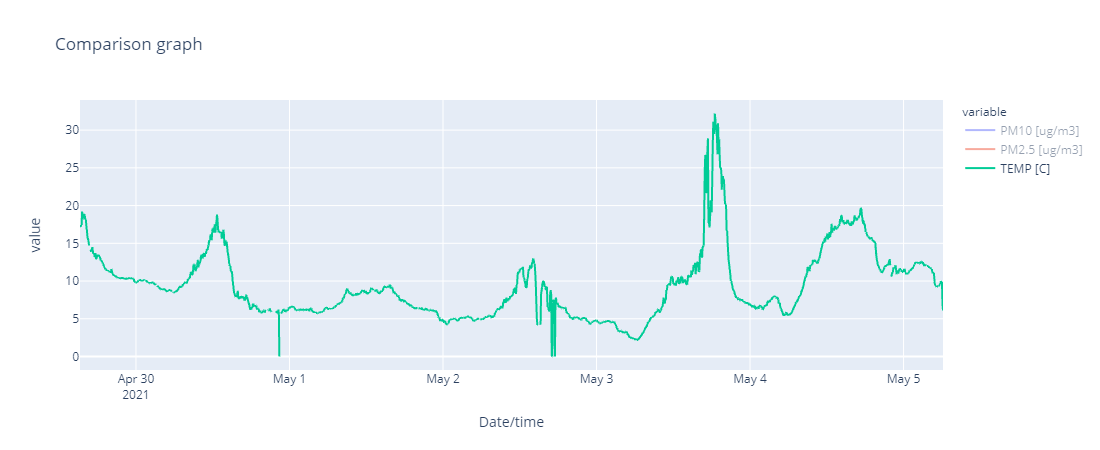 Comparison graph
variable
PM10 [ug/m3]
PM2.5 [ug/m3]
TEMP [C]
value
30
25
20
15
10
5
0
Apr 30
2021
May 1
May 2
May 3
May 4
May 5
Date/time